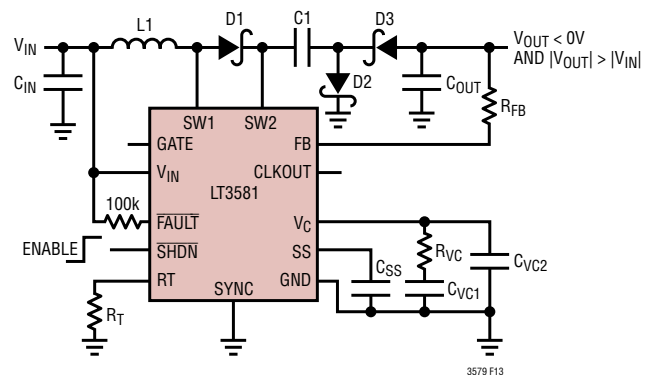 L1
D1
C1
D3
V_IN
V_OUT < 0V
AND |V_OUT| > |V_IN|
C_IN
D2
C_OUT
R_FB
SW1
SW2
GATE
FB
V_IN
CLKOUT
LT3581
100k
FAULT
V_C
ENABLE
SHDN
SS
C_SS
R_VC
C_VC2
RT
SYNC
GND
C_VC1
R_T
3579 F13